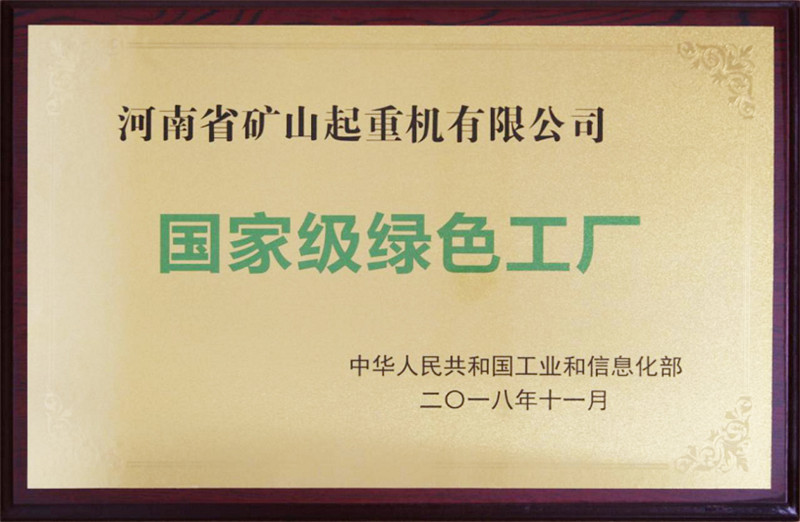 河南省矿山起重机有限公司
国家级绿色工厂
中华人民共和国工业和信息化部
二〇一八年十一月